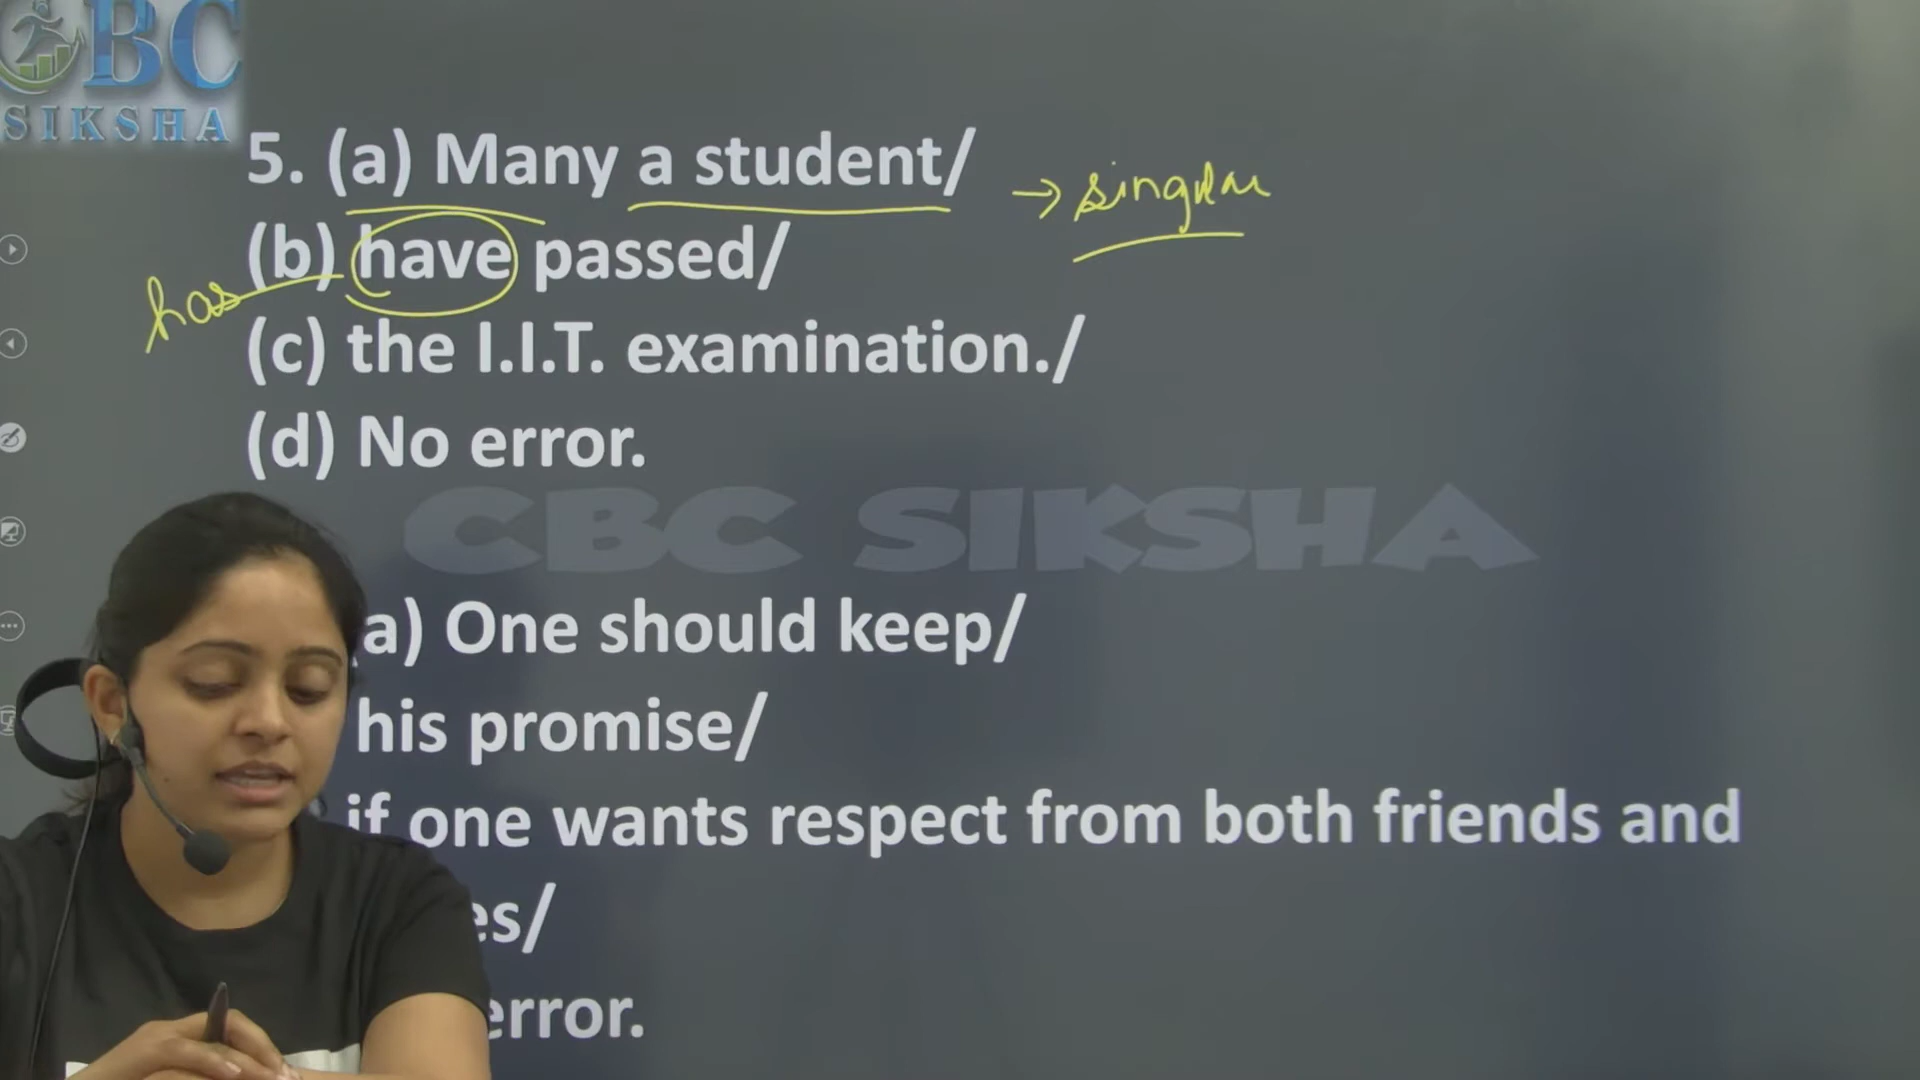 BC
SIKSHA
5. (a) Many a student/
→ singular
(b) have passed/
has
(c) the I.I.T. examination./
(d) No error.
CBC SIKSHA
a) One should keep/
his promise/
if one wants respect from both friends and
es/
error.